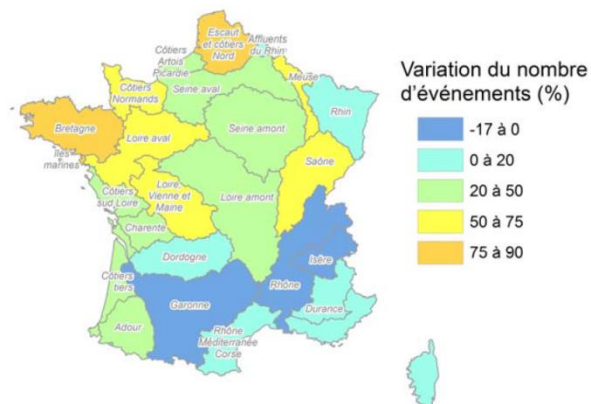 Escaut
et côtiers
Nord
Affluents
du Rhin
Côtiers
Artois
Picardie
Meuse
Côtiers
Normands
Seine aval
Rhin
Bretagne
Loire aval
Seine amont
Iles
marines
Saône
Loire
Vienne et
Maine
Loire amont
Côtiers
sud Loire
Charente
Isère
Dordogne
Rhône
Côtiers
tiers
Garonne
Durance
Adour
Rhône
Méditerranée
Corse
Variation du nombre
d'événements (%)
-17 à 0
0 à 20
20 à 50
50 à 75
75 à 90